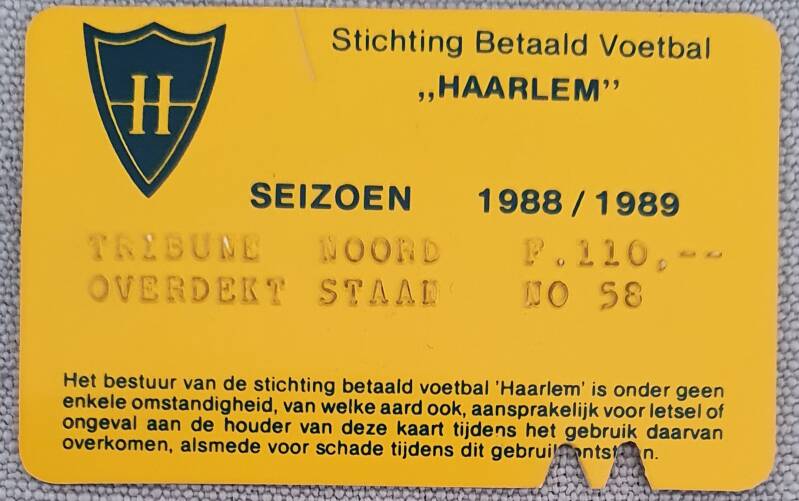 H
Stichting Betaald Voetbal
„HAARLEM”
SEIZOEN 1988 / 1989
TRIBUNE NOORD F.110,--
OVERDEKT STAAN NO 58
Het bestuur van de stichting betaald voetbal 'Haarlem' is onder geen
enkele omstandigheid, van welke aard ook, aansprakelijk voor letsel of
ongeval aan de houder van deze kaart tijdens het gebruik daarvan
overkomen, alsmede voor schade tijdens dit gebruik ontstaan.